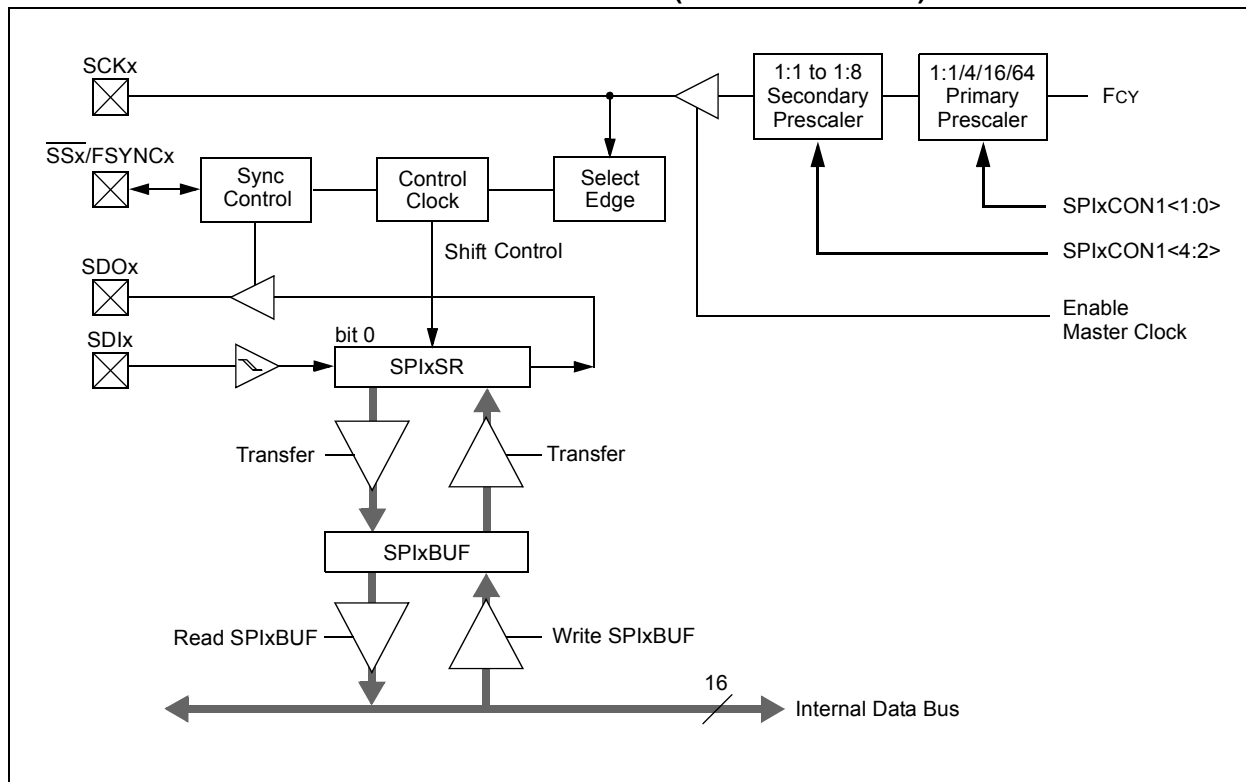 SCKx
1:1 to 1:8
Secondary
Prescaler
1:1/4/16/64
Primary
Prescaler
FCY
SSx/FSYNCx
Sync
Control
Control
Clock
Select
Edge
SPIxCON1<1:0>
Shift Control
SPIxCON1<4:2>
SDOx
Enable
Master Clock
SDIx
bit 0
SPIxSR
Transfer
Transfer
SPIxBUF
Read SPIxBUF
Write SPIxBUF
16
Internal Data Bus